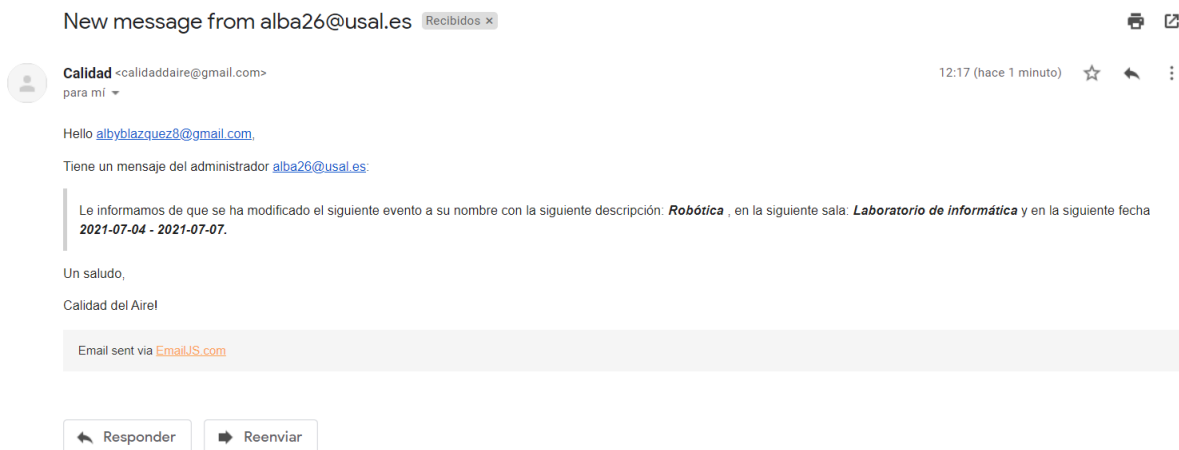 New message from alba26@usal.es Recibidos ×
Calidad <calidaddaire@gmail.com> 12:17 (hace 1 minuto)
para mí
Hello albyblazquez8@gmail.com,
Tiene un mensaje del administrador alba26@usal.es:
Le informamos de que se ha modificado el siguiente evento a su nombre con la siguiente descripción: Robótica , en la siguiente sala: Laboratorio de informática y en la siguiente fecha
2021-07-04 - 2021-07-07.
Un saludo,
Calidad del Aire!
Email sent via EmailJS.com
Responder Reenviar